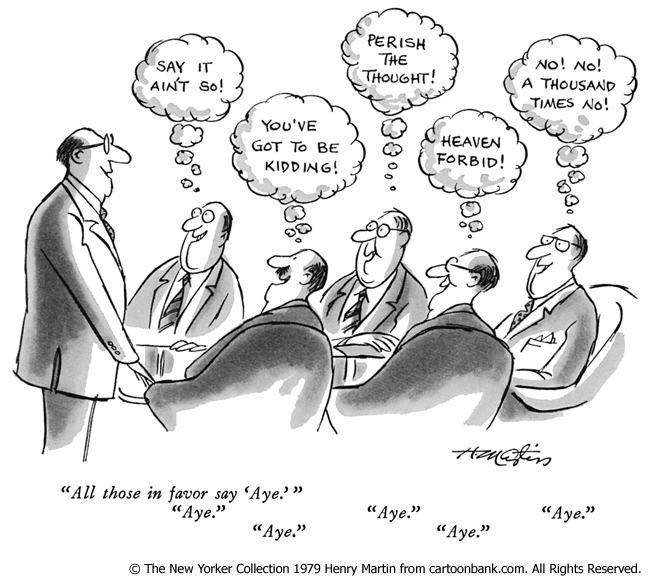 SAY IT
AIN'T SO!
YOU'VE
GOT TO BE
KIDDING!
PERISH
THE
THOUGHT!
HEAVEN
FORBID!
NO! NO!
A THOUSAND
TIMES NO!
H. Martin
“All those in favor say ‘Aye.’ ”
“Aye.”
“Aye.”
“Aye.”
“Aye.”
“Aye.”
© The New Yorker Collection 1979 Henry Martin from cartoonbank.com. All Rights Reserved.